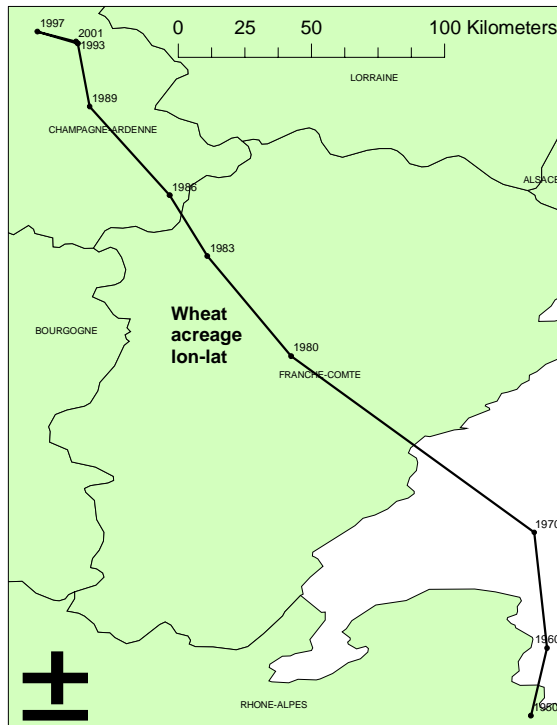 1997
2001
1993
0 25 50 100 Kilometers
LORRAINE
1989
CHAMPAGNE-ARDENNE
ALSACE
1986
1983
Wheat
acreage
lon-lat
BOURGOGNE
1980
FRANCHE-COMTE
1970
1960
RHONE-ALPES
1950